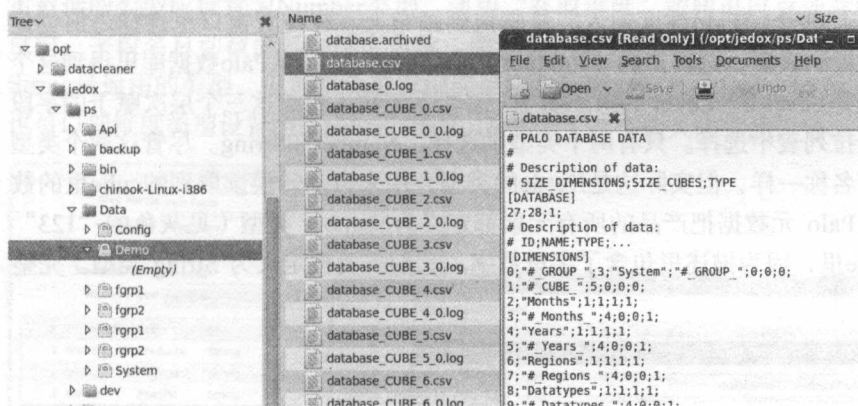 Tree
opt
datacleaner
jedox
ps
Api
backup
bin
chinook-Linux-i386
Data
Config
Demo
(Empty)
fgrp1
fgrp2
rgrp1
rgrp2
System
dev
Name
Size
database.archived
database.csv
database_0.log
database_CUBE_0.csv
database_CUBE_0_0.log
database_CUBE_1.csv
database_CUBE_1_0.log
database_CUBE_2.csv
database_CUBE_2_0.log
database_CUBE_3.csv
database_CUBE_3_0.log
database_CUBE_4.csv
database_CUBE_4_0.log
database_CUBE_5.csv
database_CUBE_5_0.log
database_CUBE_6.csv
database_CUBE_6_0.log
database.csv [Read Only] (/opt/jedox/ps/Dat
File Edit View Search Tools Documents Help
Open Save Undo
database.csv
# PALO DATABASE DATA
#
# Description of data:
# SIZE_DIMENSIONS;SIZE_CUBES;TYPE
[DATABASE]
27;28;1;
# Description of data:
# ID;NAME;TYPE;...
[DIMENSIONS]
0;"#_GROUP_";3;"System";"#_GROUP_";0;0;0;
1;"#_CUBE_";5;0;0;0;
2;"Months";1;1;1;1;
3;"#_Months_";4;0;0;1;
4;"Years";1;1;1;1;
5;"#_Years_";4;0;0;1;
6;"Regions";1;1;1;1;
7;"#_Regions_";4;0;0;1;
8;"Datatypes";1;1;1;1;
9;"#_Datatypes_";4;0;0;1;